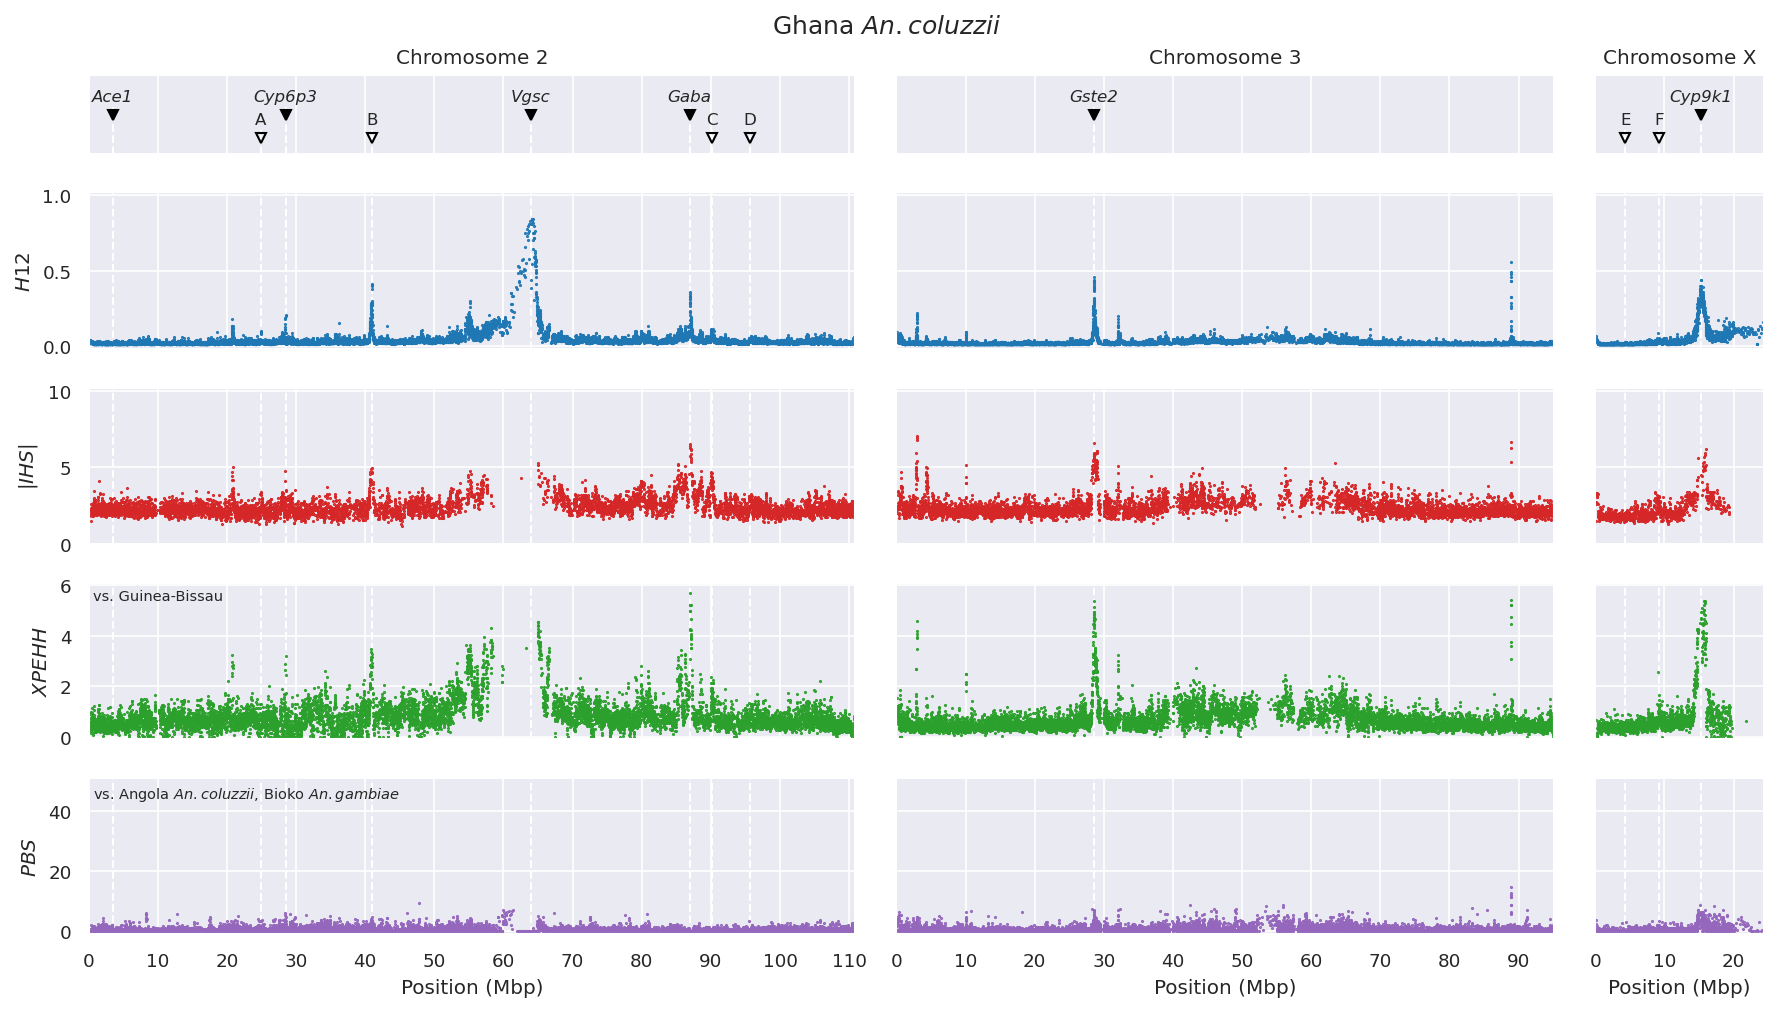 Ghana An. coluzzii
Chromosome 2 Chromosome 3 Chromosome X
Ace1 Cyp6p3 Vgsc Gaba Gste2 Cyp9k1
A B C D E F
1.0
0.5
0.0
H12
10
5
0
|IHS|
6
4
2
0
XPEHH
vs. Guinea-Bissau
40
20
0
PBS
vs. Angola An. coluzzii, Bioko An. gambiae
0 10 20 30 40 50 60 70 80 90 100 110 0 10 20 30 40 50 60 70 80 90 0 10 20
Position (Mbp) Position (Mbp) Position (Mbp)